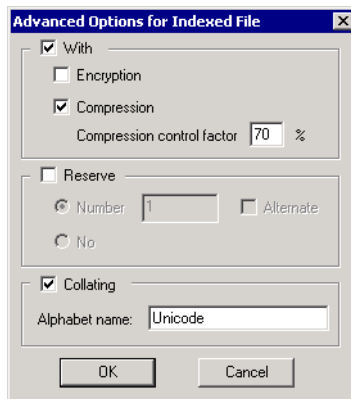 Advanced Options for Indexed File
With
Encryption
Compression
Compression control factor 70 %
Reserve
Number 1 Alternate
No
Collating
Alphabet name: Unicode
OK Cancel